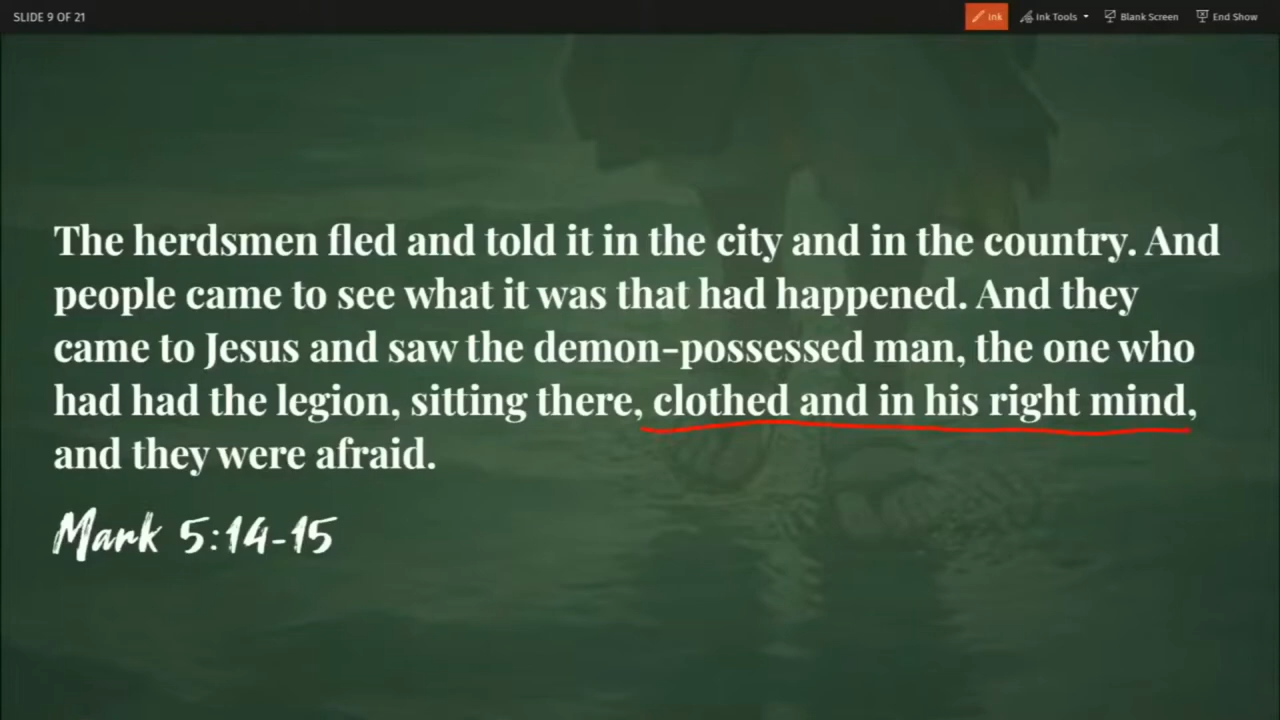 SLIDE 9 OF 21
Ink
Ink Tools
Blank Screen
End Show
The herdsmen fled and told it in the city and in the country. And
people came to see what it was that had happened. And they
came to Jesus and saw the demon-possessed man, the one who
had had the legion, sitting there, clothed and in his right mind,
and they were afraid.
Mark 5:14-15